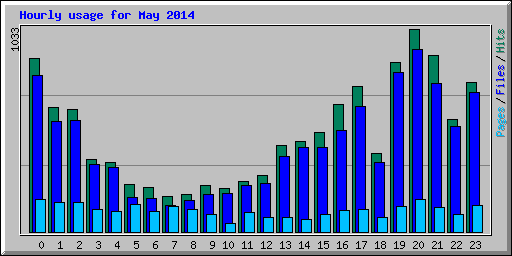 Hourly usage for May 2014
1033
Pages/Files/Hits
0 1 2 3 4 5 6 7 8 9 10 11 12 13 14 15 16 17 18 19 20 21 22 23